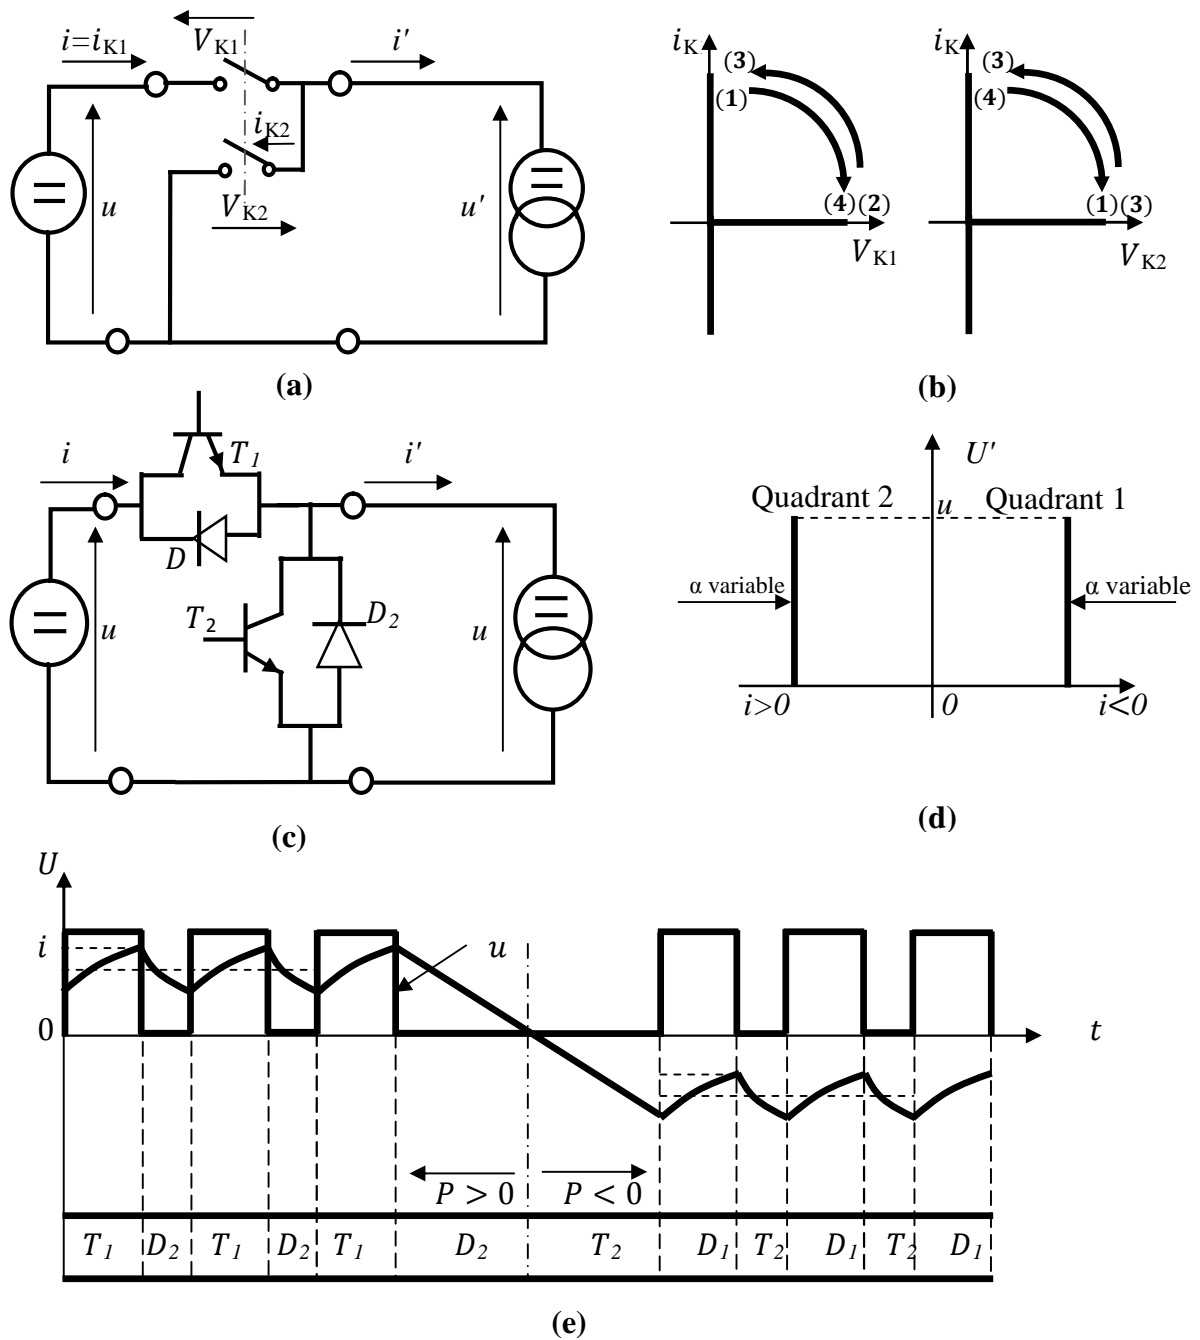 i=iK1
VK1
i'
iK2
VK2
u
u'
(a)
iK
(3)
(1)
(4)(2)
VK1
iK
(3)
(4)
(1)(3)
VK2
(b)
i
T1
i'
D
T2
D2
u
u
(c)
U'
Quadrant 2
u
Quadrant 1
α variable
α variable
i>0
0
i<0
(d)
U
i
u
0
t
P > 0
P < 0
T1 D2 T1 D2 T1 D2 T2 D1 T2 D1 T2 D1
(e)